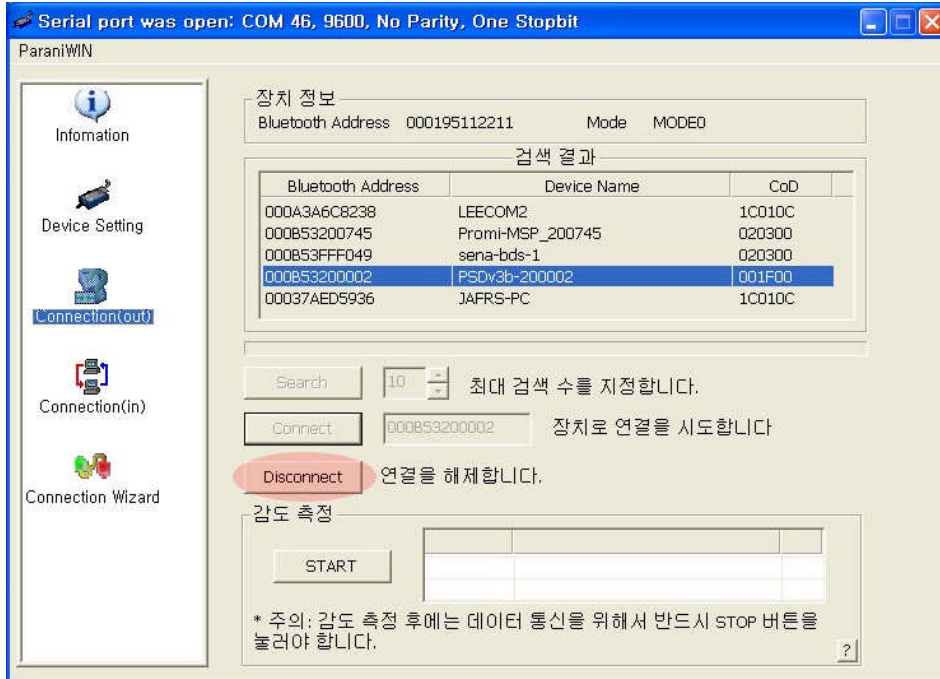 Serial port was open: COM 46, 9600, No Parity, One Stopbit
ParaniWIN
Infomation
Device Setting
Connection(out)
Connection(in)
Connection Wizard
장치 정보
Bluetooth Address 000195112211 Mode MODE0
검색 결과
Bluetooth Address Device Name CoD
000A3A6C8238 LEECOM2 1C010C
000B53200745 Promi-MSP_200745 020300
000B53FFF049 sena-bds-1 020300
000B53200002 PSDv3b-200002 001F00
00037AED5936 JAFRS-PC 1C010C
Search 10 최대 검색 수를 지정합니다.
Connect 000B53200002 장치로 연결을 시도합니다
Disconnect 연결을 해제합니다.
감도 측정
START
* 주의: 감도 측정 후에는 데이터 통신을 위해서 반드시 STOP 버튼을
눌러야 합니다.
?